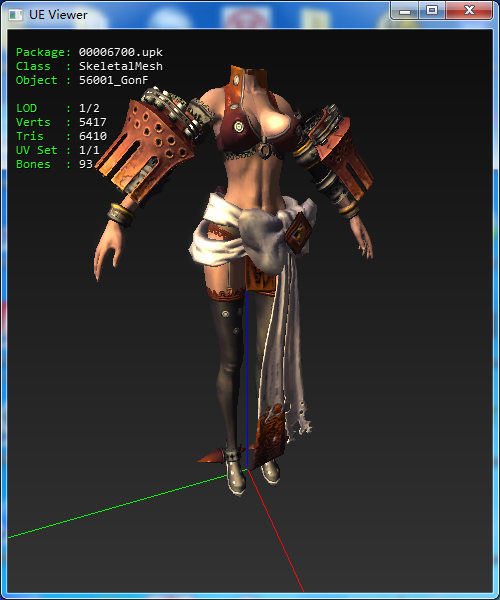 UE Viewer
Package: 00006700.upk
Class : SkeletalMesh
Object : 56001_GonF
LOD : 1/2
Verts : 5417
Tris : 6410
UV Set : 1/1
Bones : 93